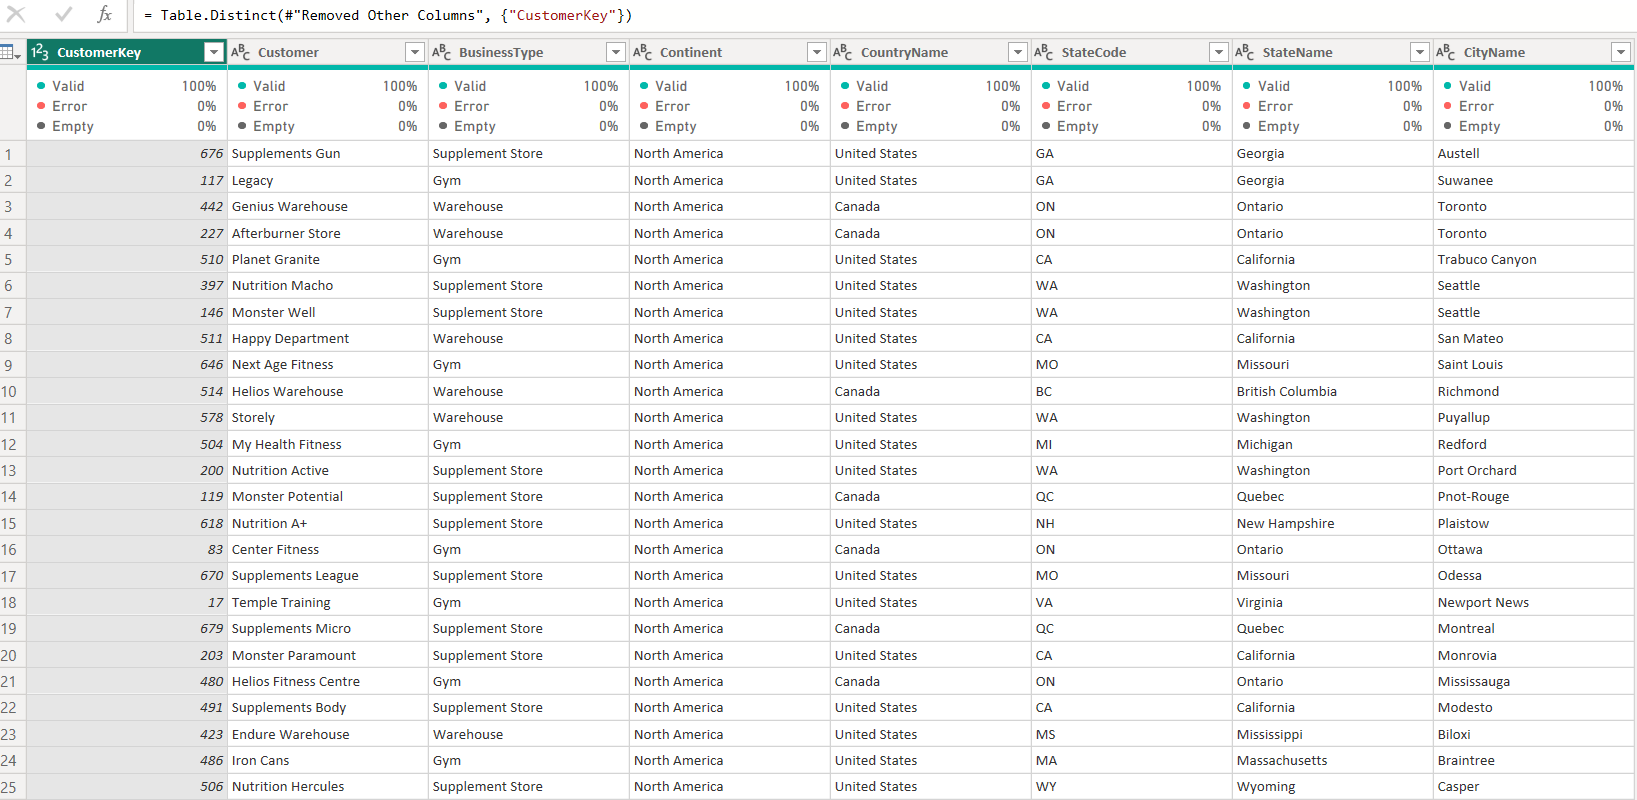 = Table.Distinct(#"Removed Other Columns", {"CustomerKey"})
123 CustomerKey ABC Customer ABC BusinessType ABC Continent ABC CountryName ABC StateCode ABC StateName ABC CityName
Valid 100% Valid 100% Valid 100% Valid 100% Valid 100% Valid 100% Valid 100% Valid 100%
Error 0% Error 0% Error 0% Error 0% Error 0% Error 0% Error 0% Error 0%
Empty 0% Empty 0% Empty 0% Empty 0% Empty 0% Empty 0% Empty 0% Empty 0%
1 676 Supplements Gun Supplement Store North America United States GA Georgia Austell
2 117 Legacy Gym North America United States GA Georgia Suwanee
3 442 Genius Warehouse Warehouse North America Canada ON Ontario Toronto
4 227 Afterburner Store Warehouse North America Canada ON Ontario Toronto
5 510 Planet Granite Gym North America United States CA California Trabuco Canyon
6 397 Nutrition Macho Supplement Store North America United States WA Washington Seattle
7 146 Monster Well Supplement Store North America United States WA Washington Seattle
8 511 Happy Department Warehouse North America United States CA California San Mateo
9 646 Next Age Fitness Gym North America United States MO Missouri Saint Louis
10 514 Helios Warehouse Warehouse North America Canada BC British Columbia Richmond
11 578 Storely Warehouse North America United States WA Washington Puyallup
12 504 My Health Fitness Gym North America United States MI Michigan Redford
13 200 Nutrition Active Supplement Store North America United States WA Washington Port Orchard
14 119 Monster Potential Supplement Store North America Canada QC Quebec Pnot-Rouge
15 618 Nutrition A+ Supplement Store North America United States NH New Hampshire Plaistow
16 83 Center Fitness Gym North America Canada ON Ontario Ottawa
17 670 Supplements League Supplement Store North America United States MO Missouri Odessa
18 17 Temple Training Gym North America United States VA Virginia Newport News
19 679 Supplements Micro Supplement Store North America Canada QC Quebec Montreal
20 203 Monster Paramount Supplement Store North America United States CA California Monrovia
21 480 Helios Fitness Centre Gym North America Canada ON Ontario Mississauga
22 491 Supplements Body Supplement Store North America United States CA California Modesto
23 423 Endure Warehouse Warehouse North America United States MS Mississippi Biloxi
24 486 Iron Cans Gym North America United States MA Massachusetts Braintree
25 506 Nutrition Hercules Supplement Store North America United States WY Wyoming Casper